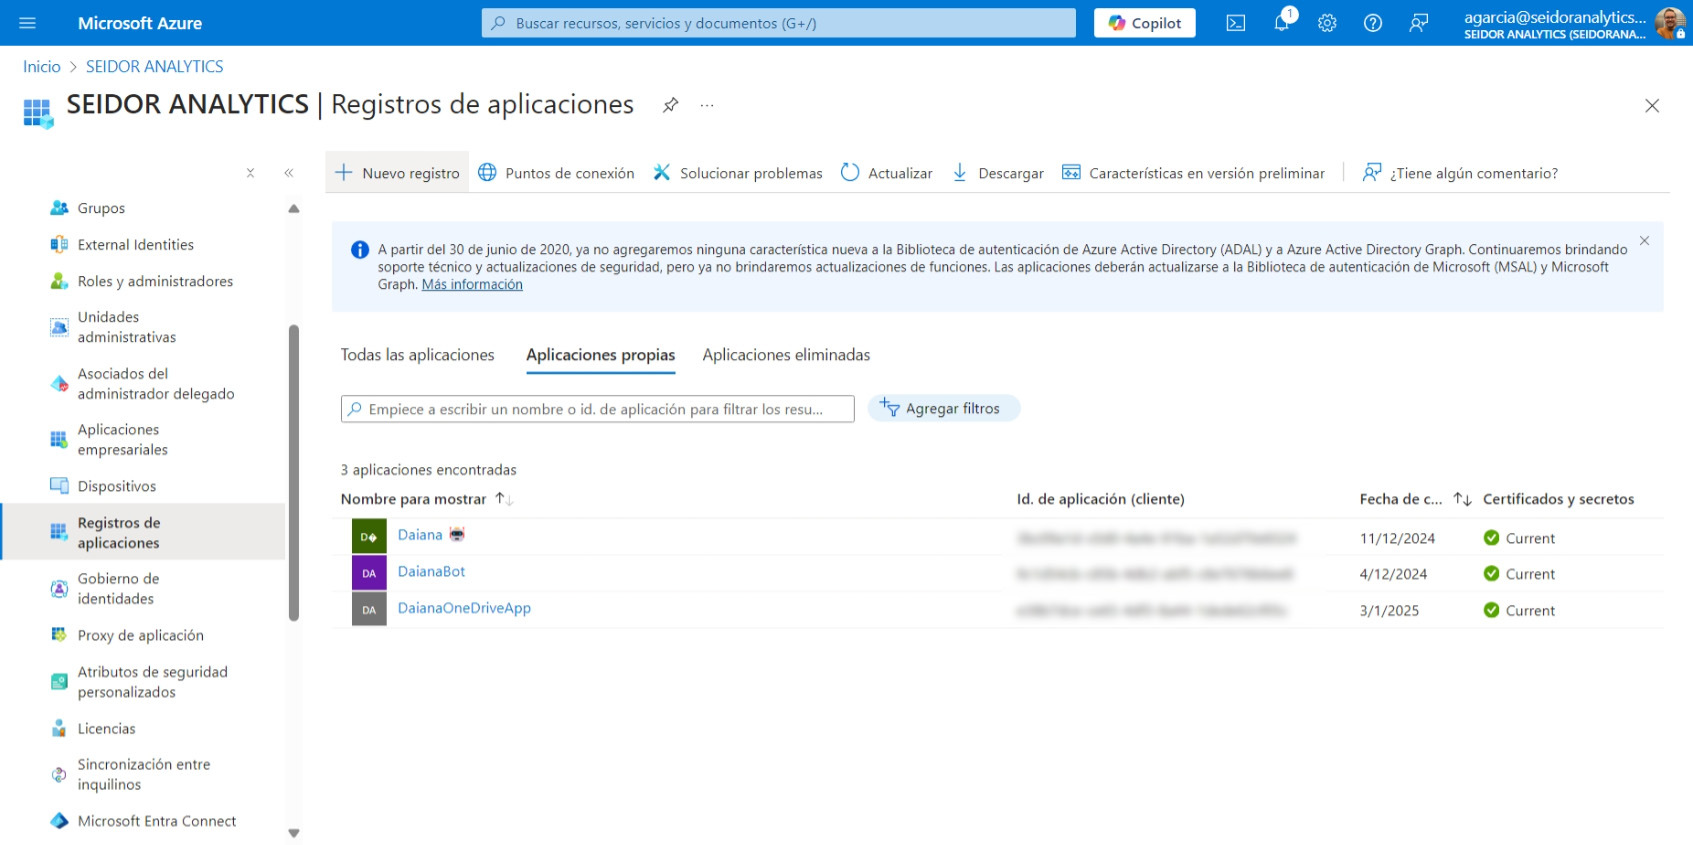 Microsoft Azure
Buscar recursos, servicios y documentos (G+/)
Copilot
1
agarcia@seidoranalytics...
SEIDOR ANALYTICS (SEIDORANA...
Inicio > SEIDOR ANALYTICS
SEIDOR ANALYTICS | Registros de aplicaciones
Nuevo registro
Puntos de conexión
Solucionar problemas
Actualizar
Descargar
Características en versión preliminar
¿Tiene algún comentario?
Grupos
External Identities
Roles y administradores
Unidades
administrativas
Asociados del
administrador delegado
Aplicaciones
empresariales
Dispositivos
Registros de
aplicaciones
Gobierno de
identidades
Proxy de aplicación
Atributos de seguridad
personalizados
Licencias
Sincronización entre
inquilinos
Microsoft Entra Connect
A partir del 30 de junio de 2020, ya no agregaremos ninguna característica nueva a la Biblioteca de autenticación de Azure Active Directory (ADAL) y a Azure Active Directory Graph. Continuaremos brindando
soporte técnico y actualizaciones de seguridad, pero ya no brindaremos actualizaciones de funciones. Las aplicaciones deberán actualizarse a la Biblioteca de autenticación de Microsoft (MSAL) y Microsoft
Graph. Más información
Todas las aplicaciones
Aplicaciones propias
Aplicaciones eliminadas
Empiece a escribir un nombre o id. de aplicación para filtrar los resu...
Agregar filtros
3 aplicaciones encontradas
Nombre para mostrar ↑↓ Id. de aplicación (cliente) Fecha de c... ↑↓ Certificados y secretos
D� Daiana 🤖 11/12/2024 Current
DA DaianaBot 4/12/2024 Current
DA DaianaOneDriveApp 3/1/2025 Current